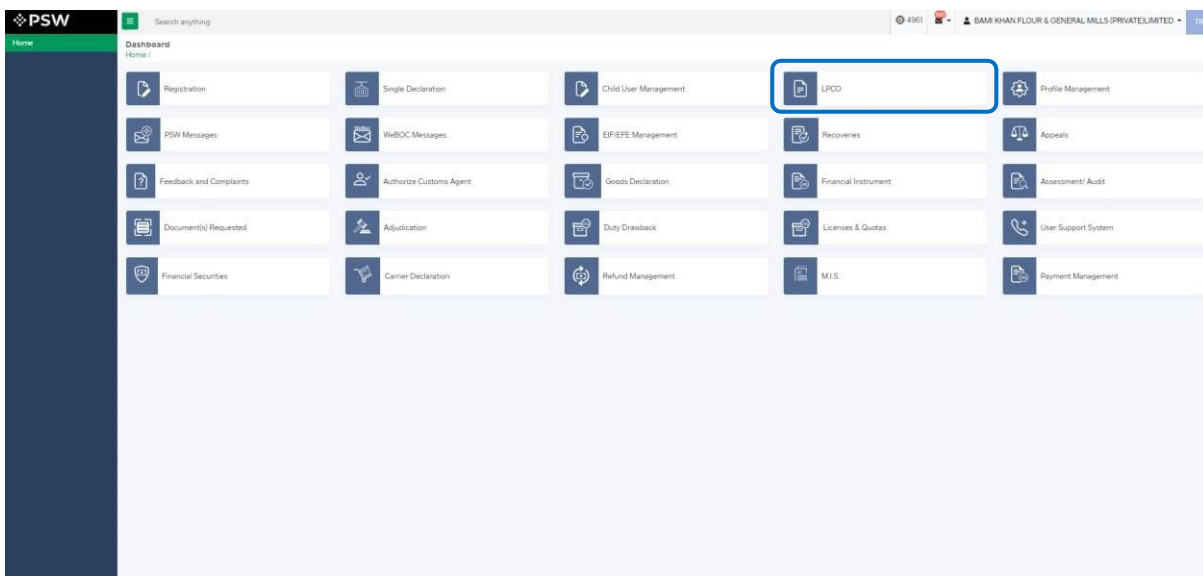 PSW
Search anything
4961
BAMI KHAN FLOUR & GENERAL MILLS (PRIVATE)LIMITED
Home
Dashboard
Home /
Registration
Single Declaration
Child User Management
LPCO
Profile Management
PSW Messages
WeBOC Messages
EIF/EFE Management
Recoveries
Appeals
Feedback and Complaints
Authorize Customs Agent
Goods Declaration
Financial Instrument
Assessment/ Audit
Document(s) Requested
Adjudication
Duty Drawback
Licenses & Quotas
User Support System
Financial Securities
Carrier Declaration
Refund Management
M.I.S
Payment Management